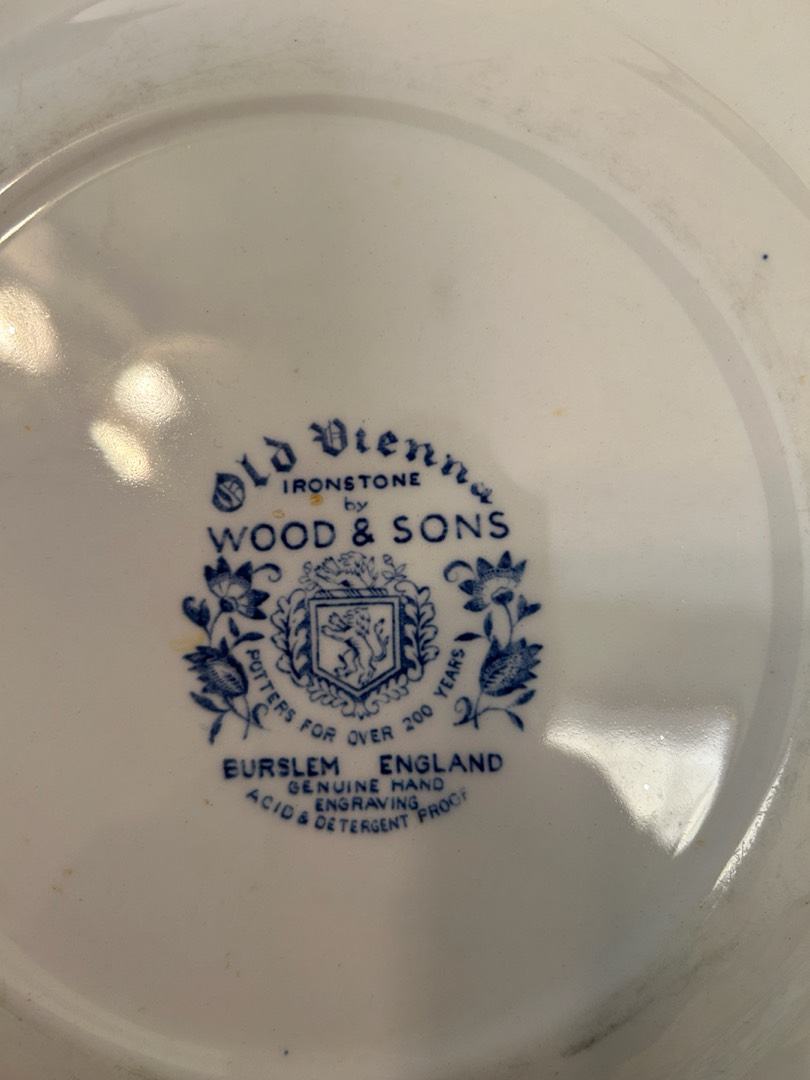 Old Vienna
IRONSTONE
by
WOOD & SONS
POTTERS FOR OVER 200 YEARS
BURSLEM ENGLAND
GENUINE HAND
ENGRAVING
ACID & DETERGENT PROOF